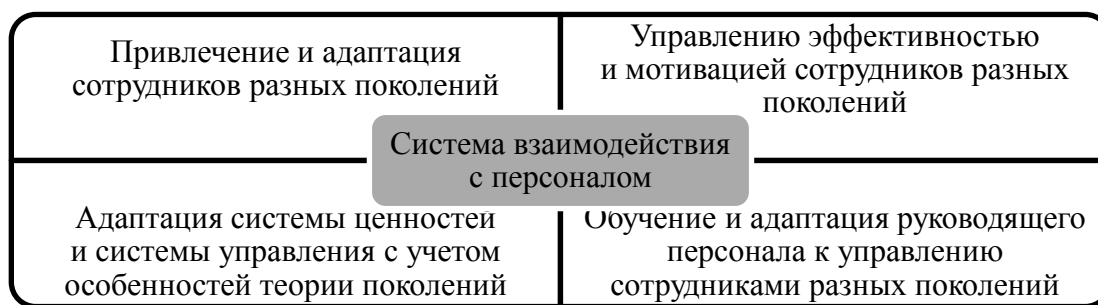 Привлечение и адаптация
сотрудников разных поколений
Управлению эффективностью
и мотивацией сотрудников разных
поколений
Система взаимодействия
с персоналом
Адаптация системы ценностей
и системы управления с учетом
особенностей теории поколений
Обучение и адаптация руководящего
персонала к управлению
сотрудниками разных поколений